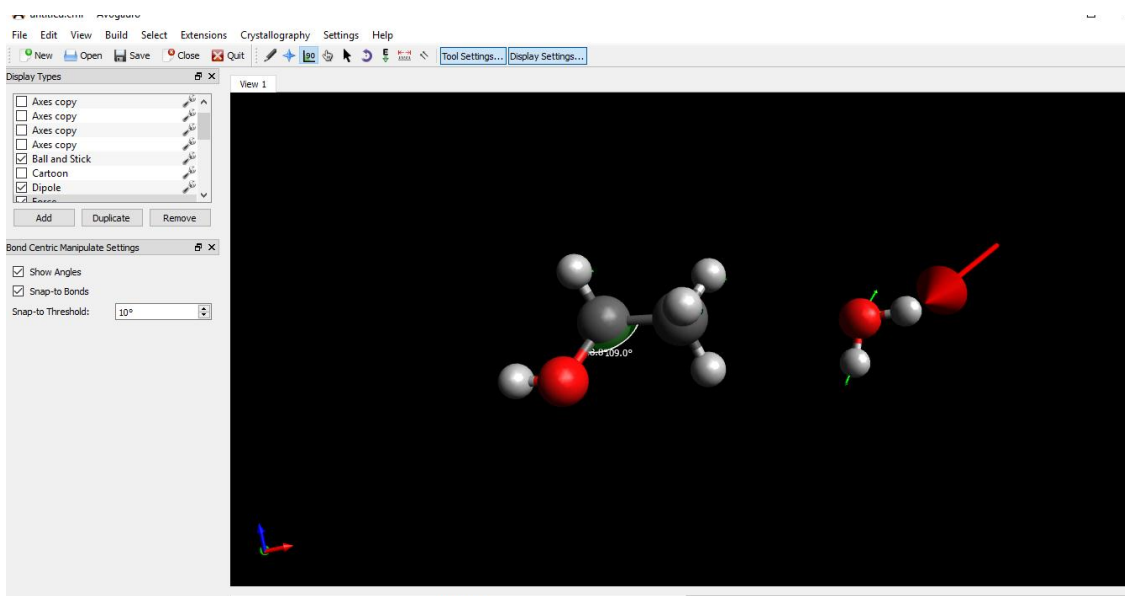 File Edit View Build Select Extensions Crystallography Settings Help
New Open Save Close Quit Tool Settings... Display Settings...
Display Types
View 1
Axes copy
Axes copy
Axes copy
Axes copy
Ball and Stick
Cartoon
Dipole
Force
Add Duplicate Remove
Bond Centric Manipulate Settings
Show Angles
Snap-to Bonds
Snap-to Threshold: 10°
109.0°